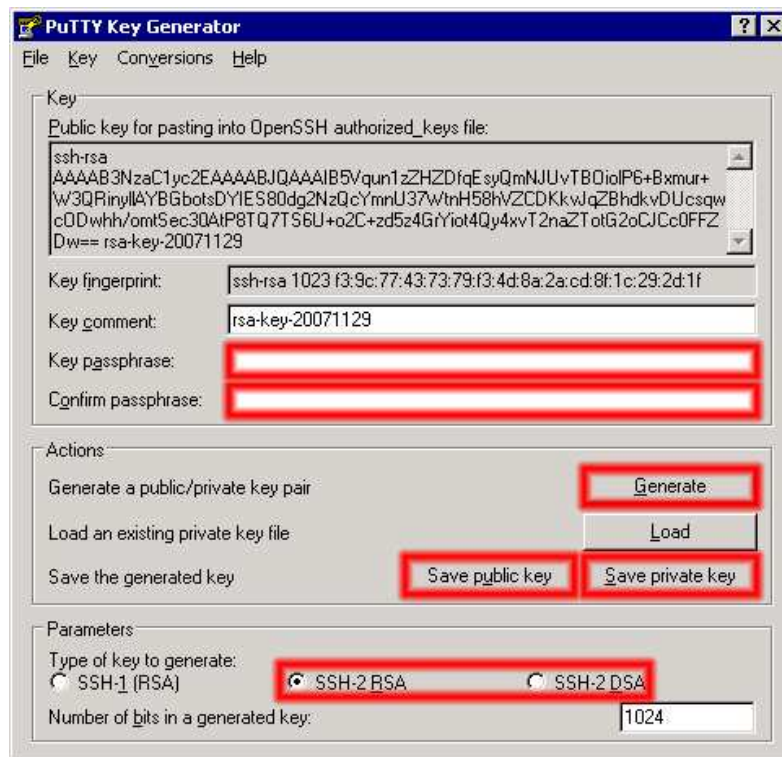 PuTTY Key Generator
File Key Conversions Help
Key
Public key for pasting into OpenSSH authorized_keys file:
ssh-rsa
AAAAB3NzaC1yc2EAAAABJQAAAIB5Vqun1zZHZDfqEsyQmNJUvTBOioIP6+Bxmur+
W3QRinyllAYBGbotsDYIES80dg2NzQcYmnU37WtnH58hVZCDKkvJqZBhdkvDUcsqw
cODwhh/omtSec30AtP8TQ7TS6U+o2C+zd5z4GrYiot4Qy4xvT2naZTotG2oCJCc0FFZ
Dw== rsa-key-20071129
Key fingerprint: ssh-rsa 1023 f3:9c:77:43:73:79:f3:4d:8a:2a:cd:8f:1c:29:2d:1f
Key comment: rsa-key-20071129
Key passphrase:
Confirm passphrase:
Actions
Generate a public/private key pair Generate
Load an existing private key file Load
Save the generated key Save public key Save private key
Parameters
Type of key to generate:
SSH-1 (RSA) SSH-2 RSA SSH-2 DSA
Number of bits in a generated key: 1024